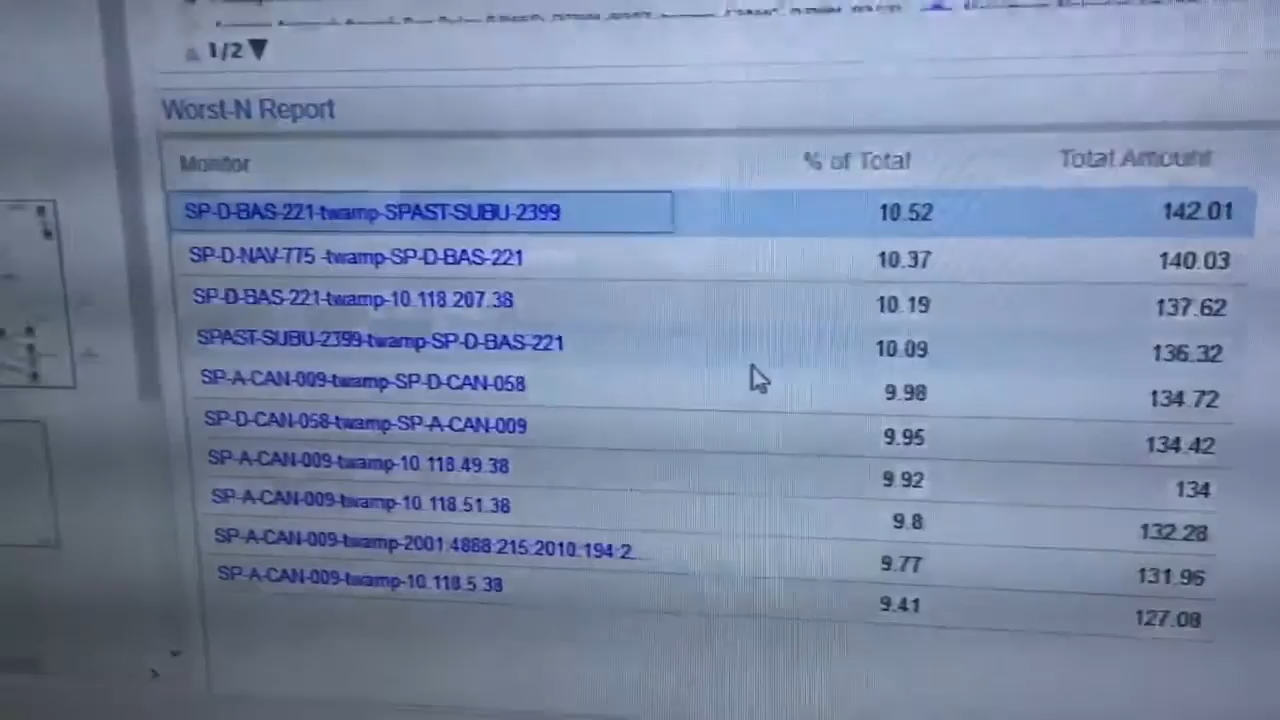 1/2
Worst-N Report
Monitor % of Total Total Amount
SP-D-BAS-221-twamp-SPAST-SUBU-2399 10.52 142.01
SP-D-NAV-775 -twamp-SP-D-BAS-221 10.37 140.03
SP-D-BAS-221-twamp-10.118.207.38 10.19 137.62
SPAST-SUBU-2399-twamp-SP-D-BAS-221 10.09 136.32
SP-A-CAN-009-twamp-SP-D-CAN-058 9.98 134.72
SP-D-CAN-058-twamp-SP-A-CAN-009 9.95 134.42
SP-A-CAN-009-twamp-10.118.49.38 9.92 134
SP-A-CAN-009-twamp-10.118.51.38 9.8 132.28
SP-A-CAN-009-twamp-2001:4888:215:2010:194:2... 9.77 131.96
SP-A-CAN-009-twamp-10.118.5.38 9.41 127.08